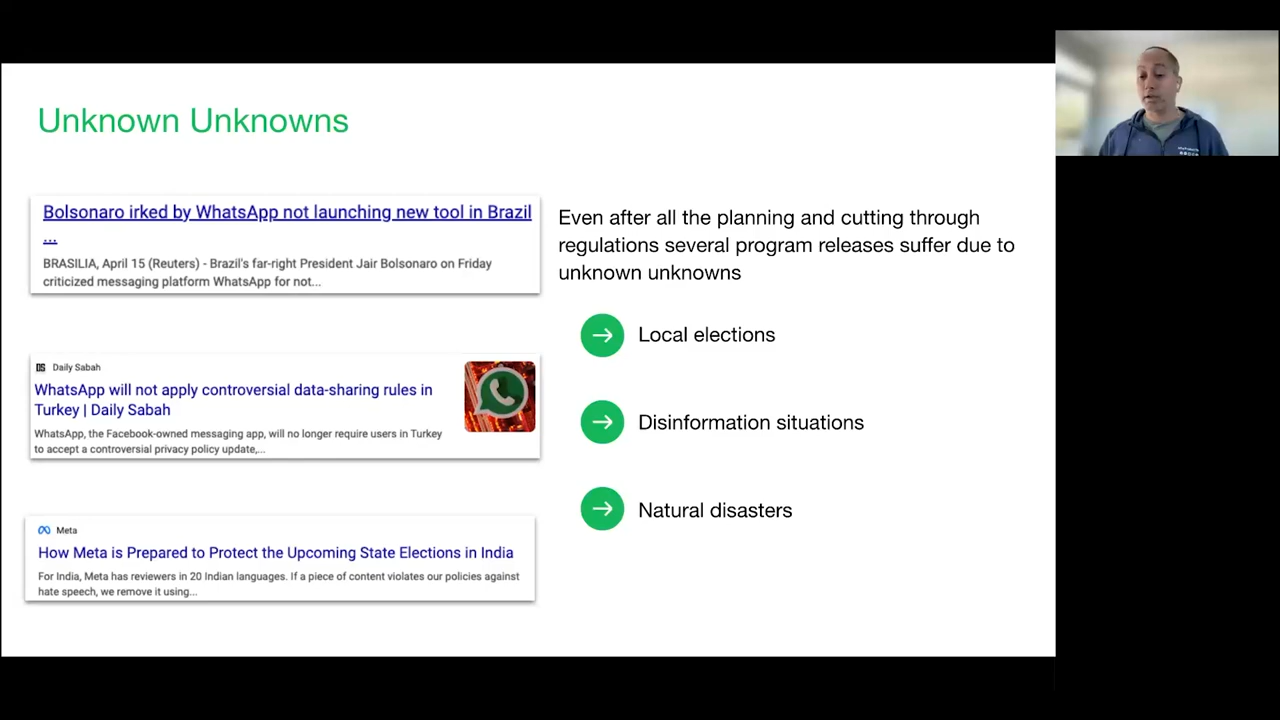 Unknown Unknowns
Bolsonaro irked by WhatsApp not launching new tool in Brazil
...
BRASILIA, April 15 (Reuters) - Brazil's far-right President Jair Bolsonaro on Friday
criticized messaging platform WhatsApp for not...
Daily Sabah
WhatsApp will not apply controversial data-sharing rules in
Turkey | Daily Sabah
WhatsApp, the Facebook-owned messaging app, will no longer require users in Turkey
to accept a controversial privacy policy update,...
Meta
How Meta is Prepared to Protect the Upcoming State Elections in India
For India, Meta has reviewers in 20 Indian languages. If a piece of content violates our policies against
hate speech, we remove it using...
Even after all the planning and cutting through
regulations several program releases suffer due to
unknown unknowns
Local elections
Disinformation situations
Natural disasters